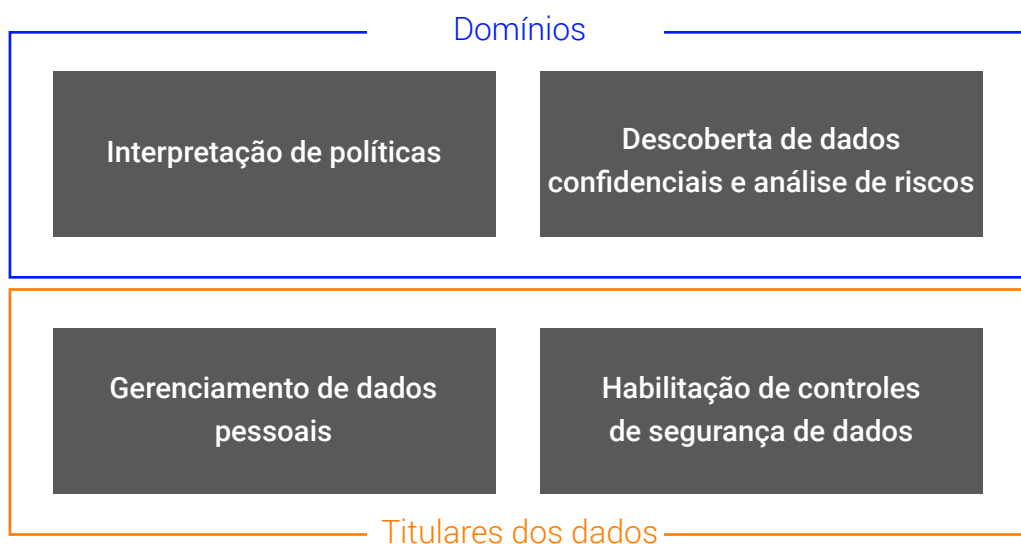 Domínios
Interpretação de políticas
Descoberta de dados
confidenciais e análise de riscos
Gerenciamento de dados
pessoais
Habilitação de controles
de segurança de dados
Titulares dos dados